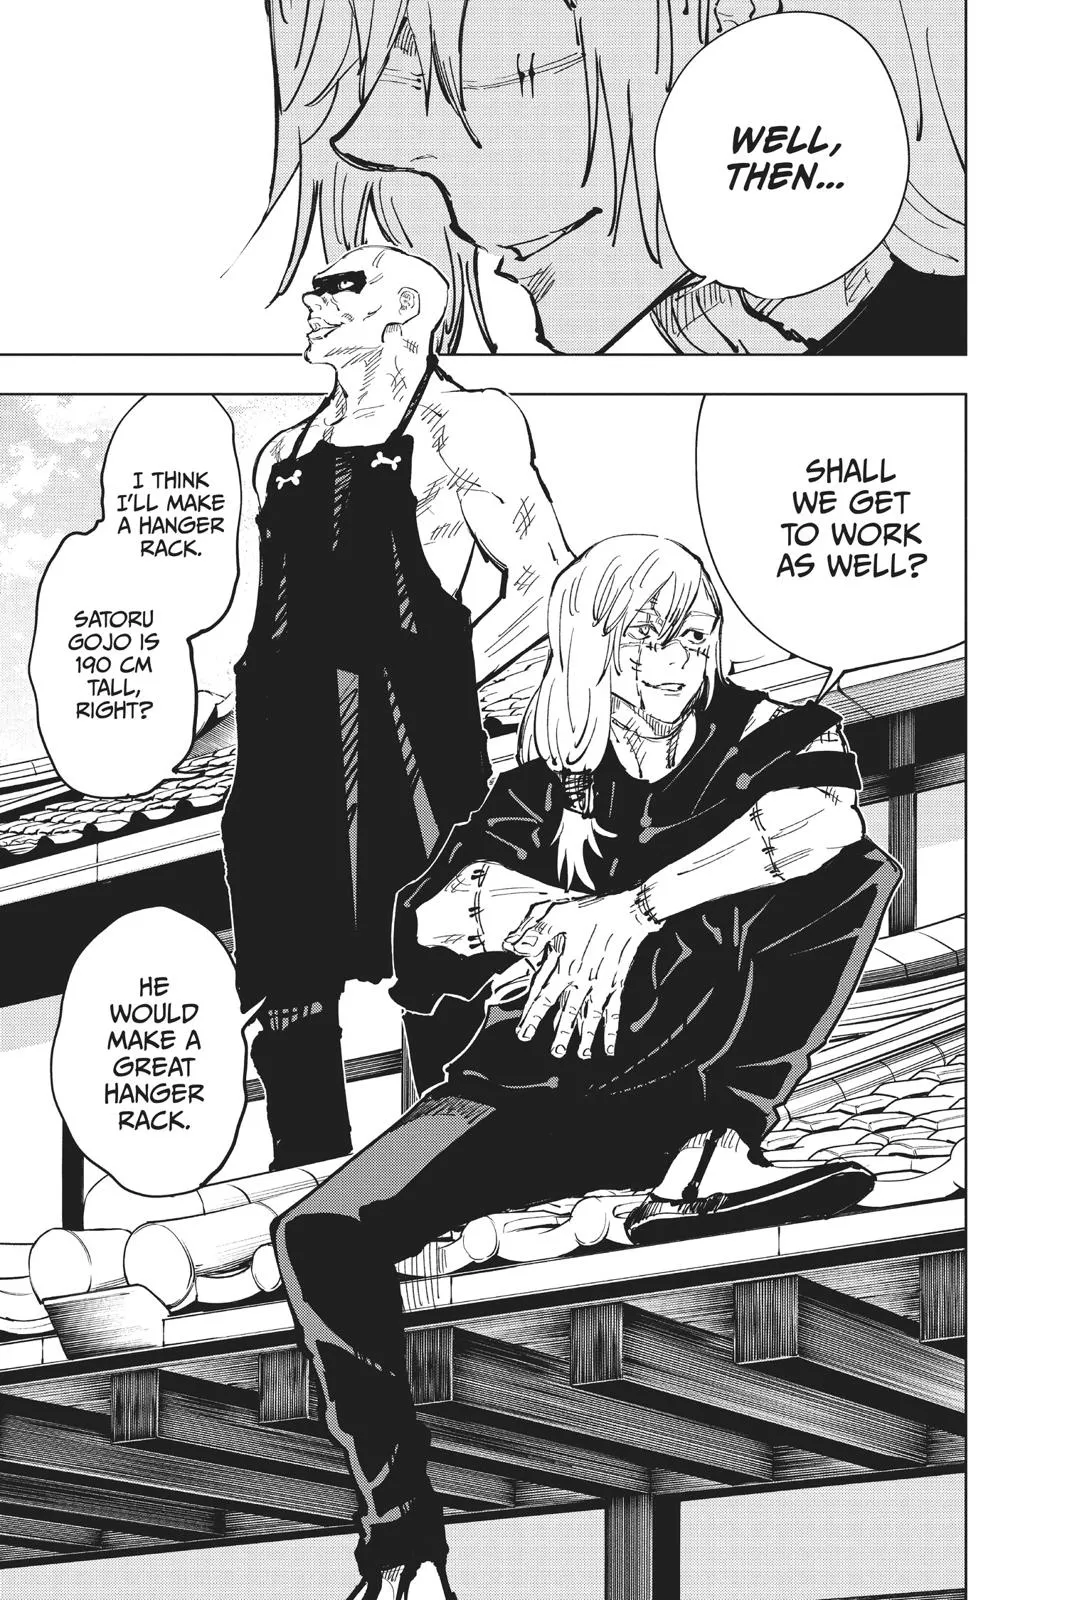 WELL,
THEN...
SHALL
WE GET
TO WORK
AS WELL?
I THINK
I'LL MAKE
A HANGER
RACK.
SATORU
GOJO IS
190 CM
TALL,
RIGHT?
HE
WOULD
MAKE A
GREAT
HANGER
RACK.